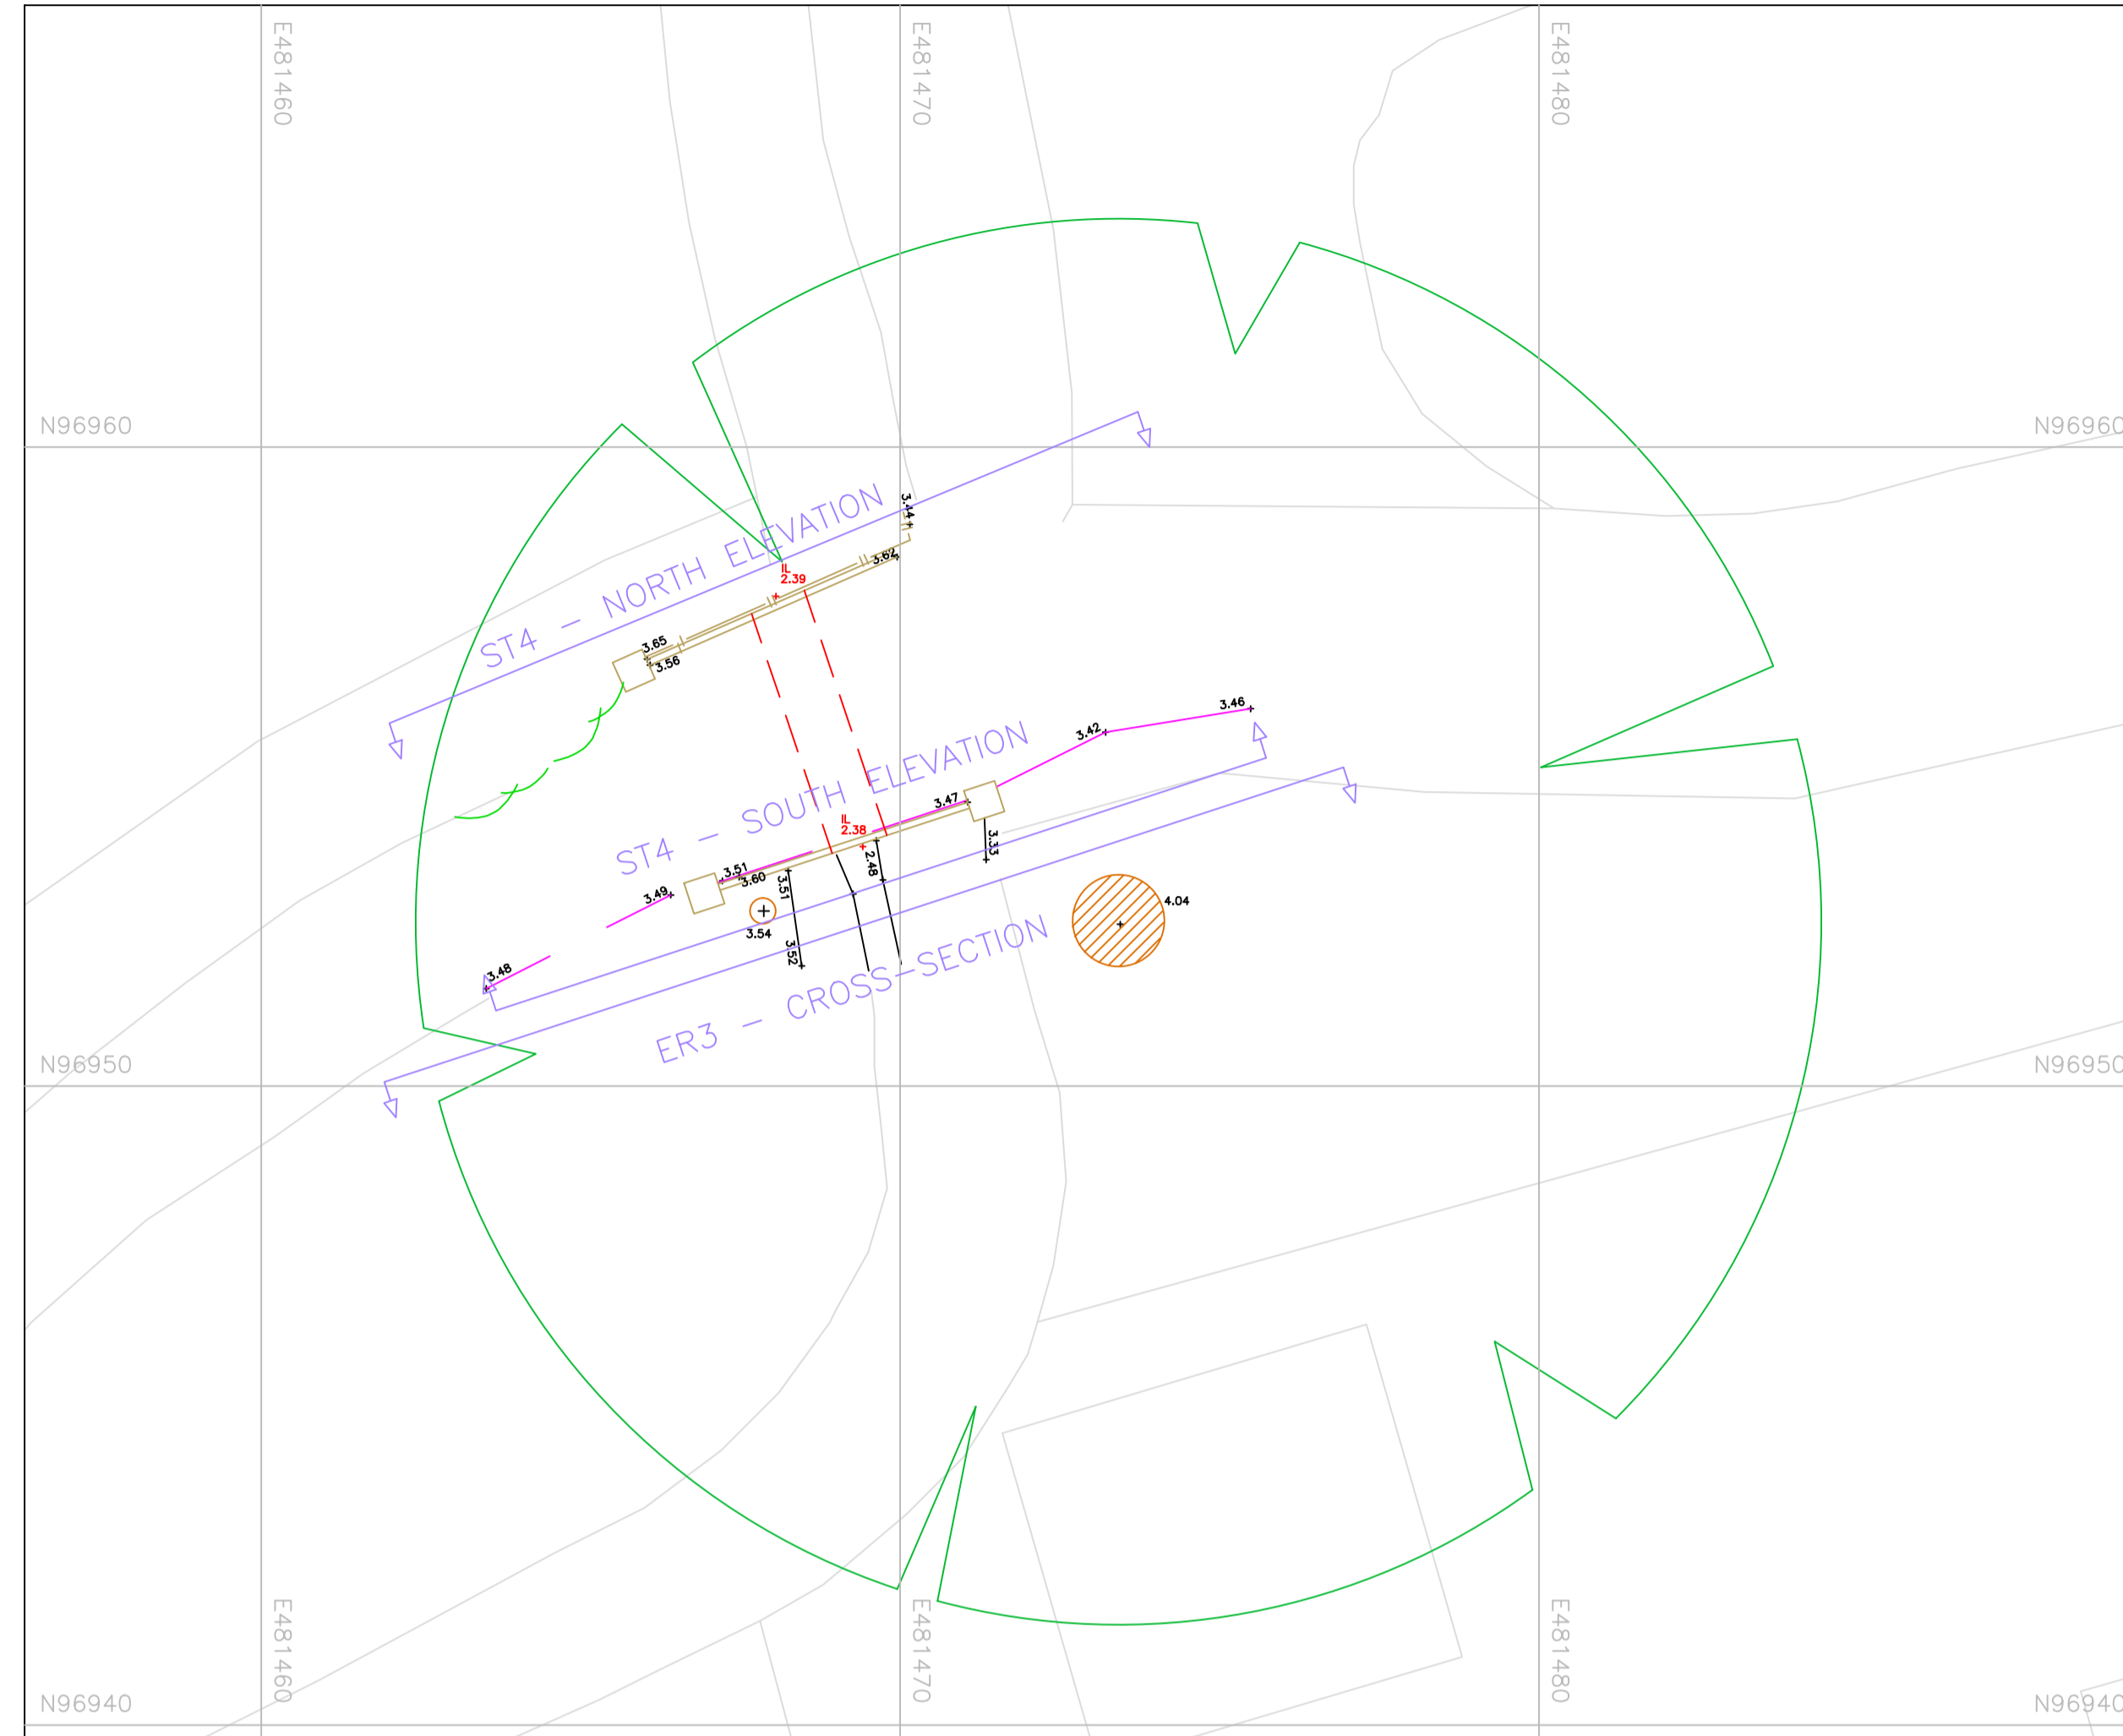 E481460
E481470
E481480
N96960
N96960
ST4 - NORTH ELEVATION
3.44
3.62
IL
2.39
3.65
3.56
3.46
3.42
ST4 - SOUTH ELEVATION
3.47
IL
2.38
2.48
3.33
3.51
3.60
3.51
3.49
3.54
3.52
4.04
3.48
ER3 - CROSS-SECTION
N96950
N96950
E481460
E481470
E481480
N96940
N96940